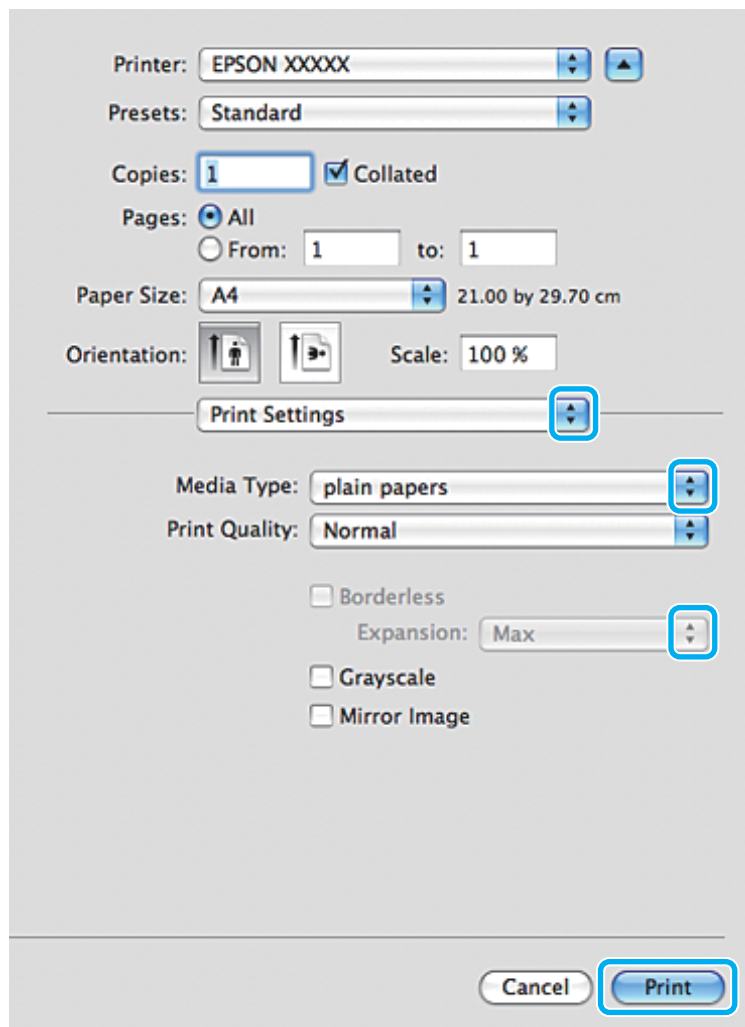 Printer: EPSON XXXXX
Presets: Standard
Copies: 1 Collated
Pages: All
From: 1 to: 1
Paper Size: A4 21.00 by 29.70 cm
Orientation: Scale: 100 %
Print Settings
Media Type: plain papers
Print Quality: Normal
Borderless
Expansion: Max
Grayscale
Mirror Image
Cancel Print